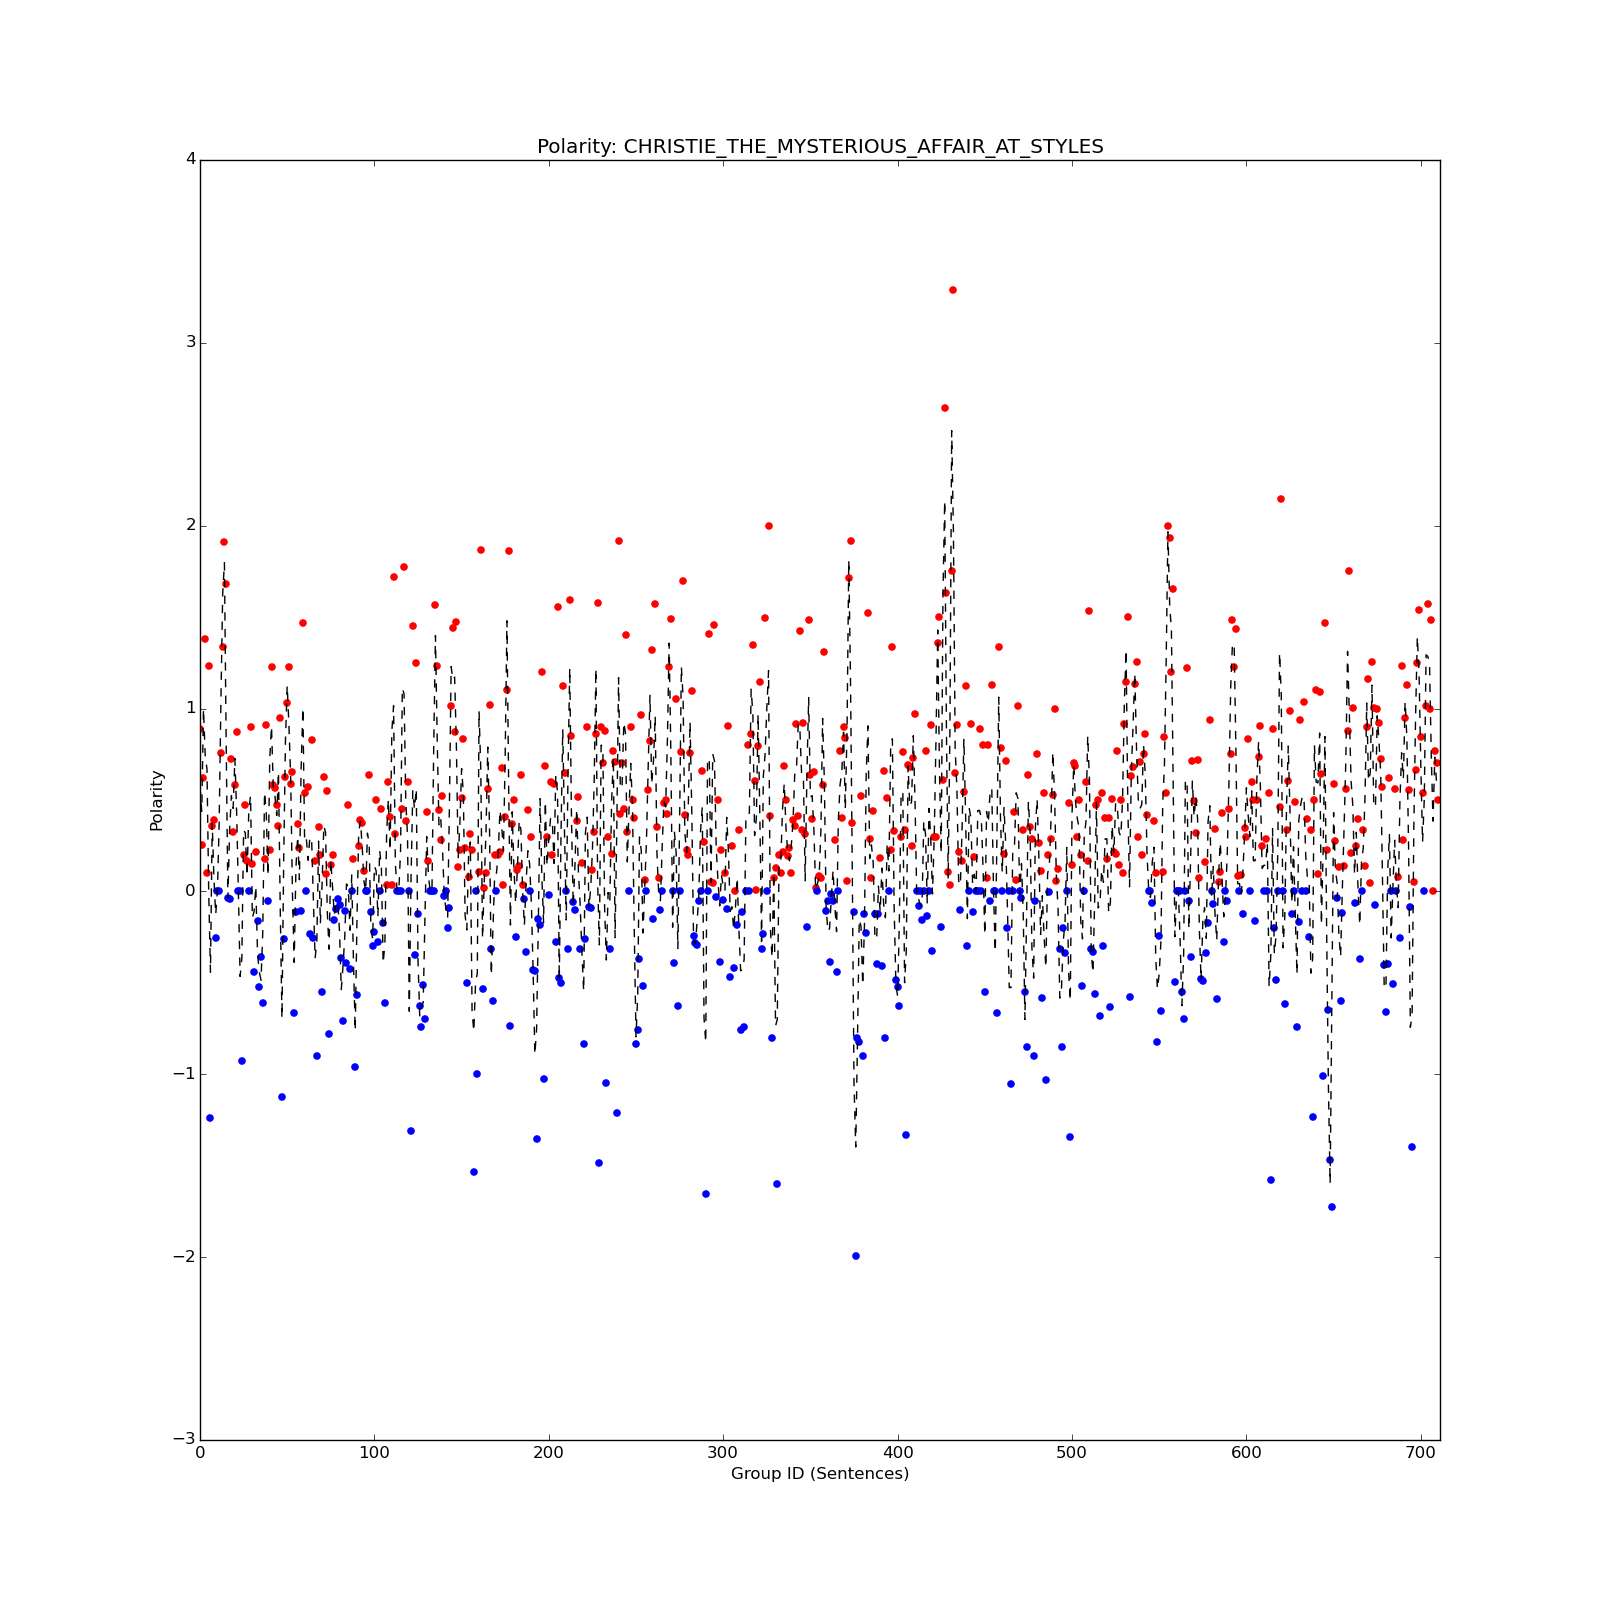 Polarity: CHRISTIE_THE_MYSTERIOUS_AFFAIR_AT_STYLES
4
3
2
1
0
−1
−2
−3
Polarity
0 100 200 300 400 500 600 700
Group ID (Sentences)